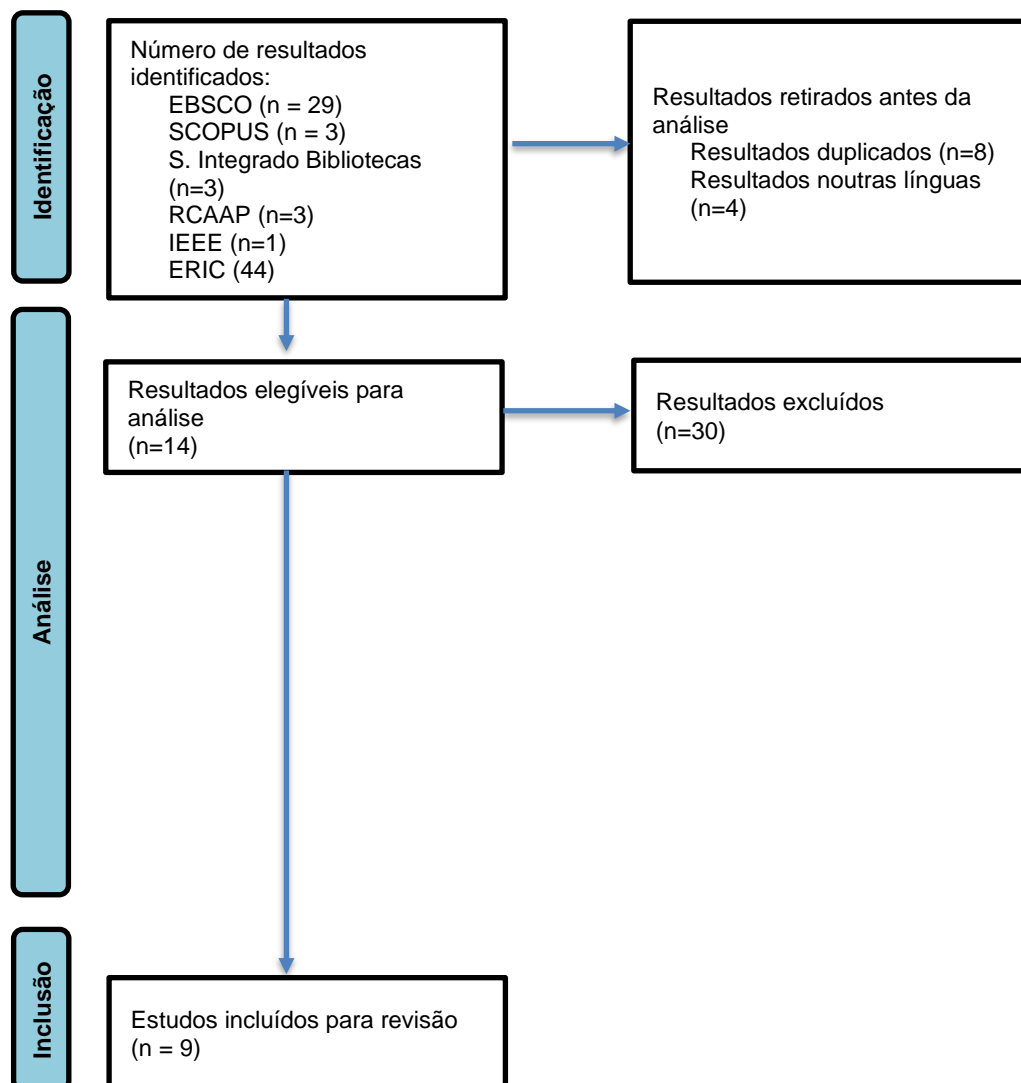 Identificação
Número de resultados
identificados:
EBSCO (n = 29)
SCOPUS (n = 3)
S. Integrado Bibliotecas
(n=3)
RCAAP (n=3)
IEEE (n=1)
ERIC (44)
Resultados retirados antes da
análise
Resultados duplicados (n=8)
Resultados noutras línguas
(n=4)
Análise
Resultados elegíveis para
análise
(n=14)
Resultados excluídos
(n=30)
Inclusão
Estudos incluídos para revisão
(n = 9)